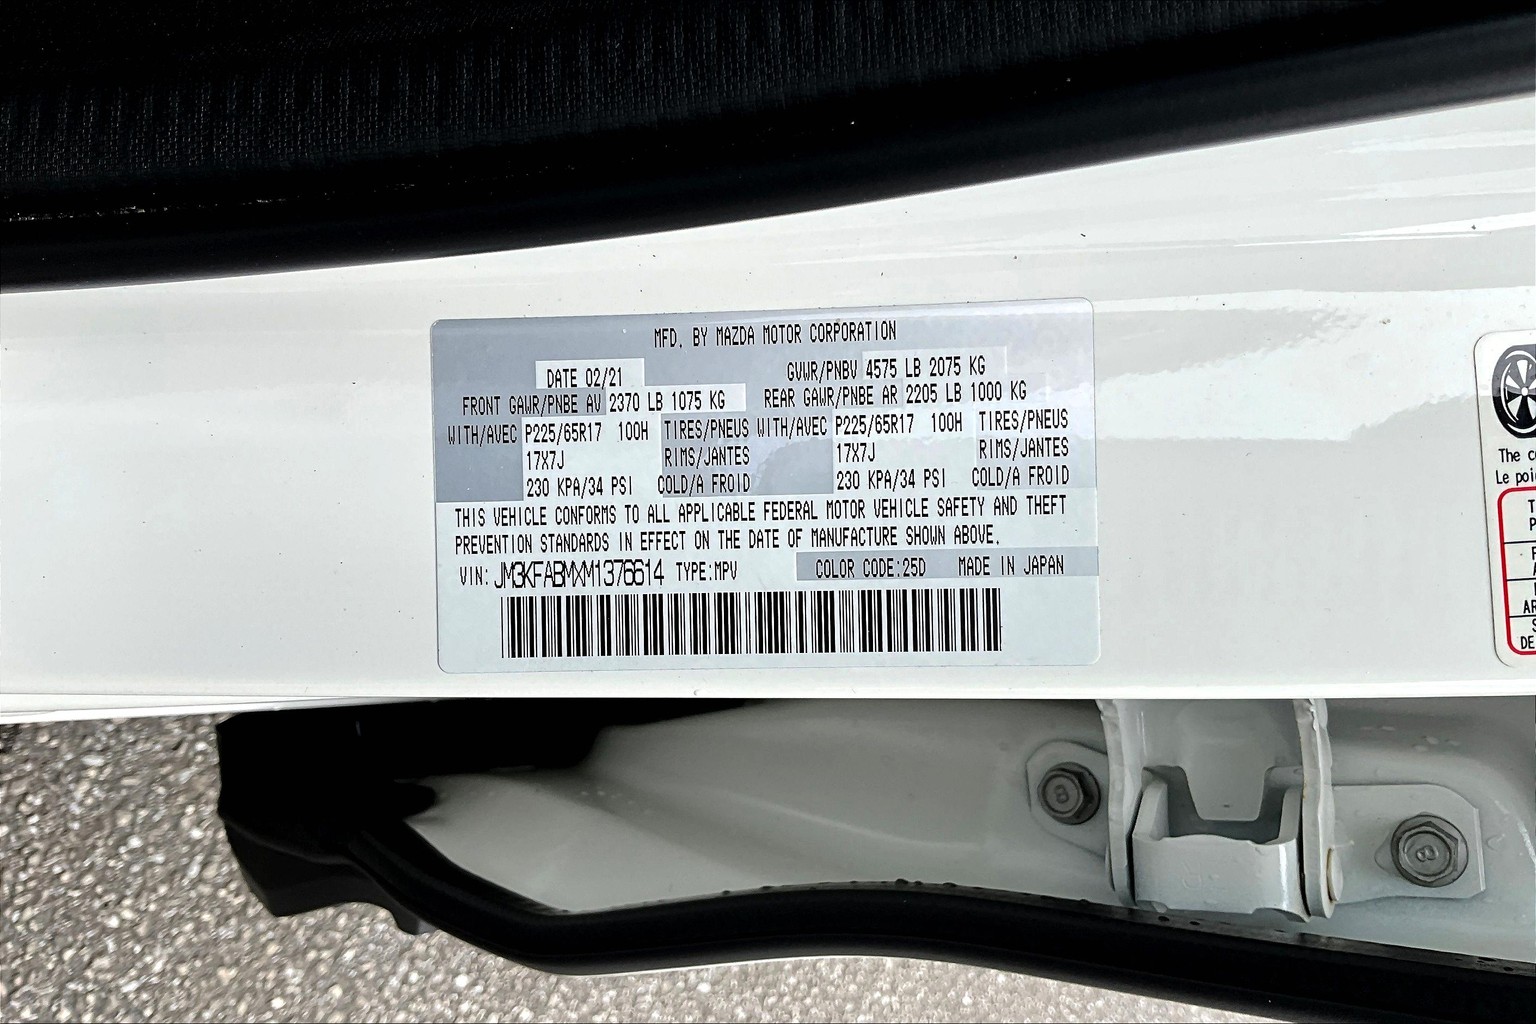 MFD. BY MAZDA MOTOR CORPORATION
DATE 02/21 GVWR/PNBV 4575 LB 2075 KG
FRONT GAWR/PNBE AV 2370 LB 1075 KG REAR GAWR/PNBE AR 2205 LB 1000 KG
WITH/AVEC P225/65R17 100H TIRES/PNEUS WITH/AVEC P225/65R17 100H TIRES/PNEUS
17X7J RIMS/JANTES 17X7J RIMS/JANTES
230 KPA/34 PSI COLD/A FROID 230 KPA/34 PSI COLD/A FROID
THIS VEHICLE CONFORMS TO ALL APPLICABLE FEDERAL MOTOR VEHICLE SAFETY AND THEFT
PREVENTION STANDARDS IN EFFECT ON THE DATE OF MANUFACTURE SHOWN ABOVE.
VIN: JM3KFABMXM1376614 TYPE:MPV COLOR CODE:25D MADE IN JAPAN
The
Le
8
8